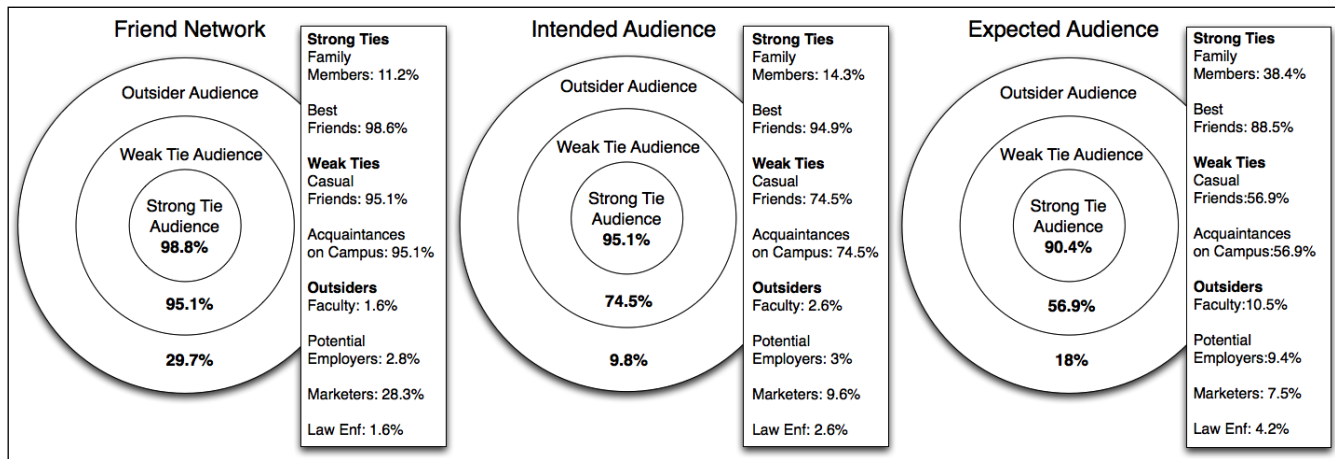 Friend Network
Outsider Audience
Weak Tie Audience
Strong Tie
Audience
98.8%
95.1%
29.7%
Strong Ties
Family
Members: 11.2%
Best
Friends: 98.6%
Weak Ties
Casual
Friends: 95.1%
Acquaintances
on Campus: 95.1%
Outsiders
Faculty: 1.6%
Potential
Employers: 2.8%
Marketers: 28.3%
Law Enf: 1.6%
Intended Audience
Outsider Audience
Weak Tie Audience
Strong Tie
Audience
95.1%
74.5%
9.8%
Strong Ties
Family
Members: 14.3%
Best
Friends: 94.9%
Weak Ties
Casual
Friends: 74.5%
Acquaintances
on Campus: 74.5%
Outsiders
Faculty: 2.6%
Potential
Employers: 3%
Marketers: 9.6%
Law Enf: 2.6%
Expected Audience
Outsider Audience
Weak Tie Audience
Strong Tie
Audience
90.4%
56.9%
18%
Strong Ties
Family
Members: 38.4%
Best
Friends: 88.5%
Weak Ties
Casual
Friends:56.9%
Acquaintances
on Campus:56.9%
Outsiders
Faculty:10.5%
Potential
Employers:9.4%
Marketers: 7.5%
Law Enf: 4.2%